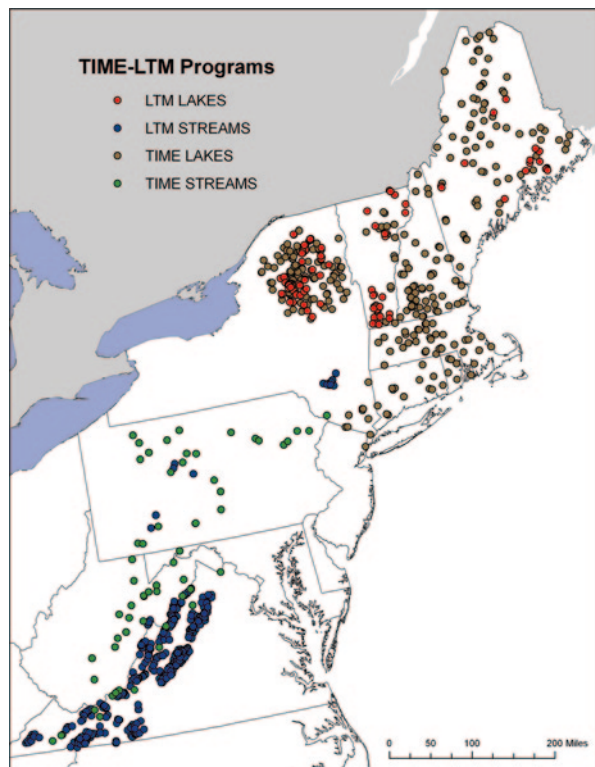 TIME-LTM Programs
LTM LAKES
LTM STREAMS
TIME LAKES
TIME STREAMS
0 50 100 200 Miles